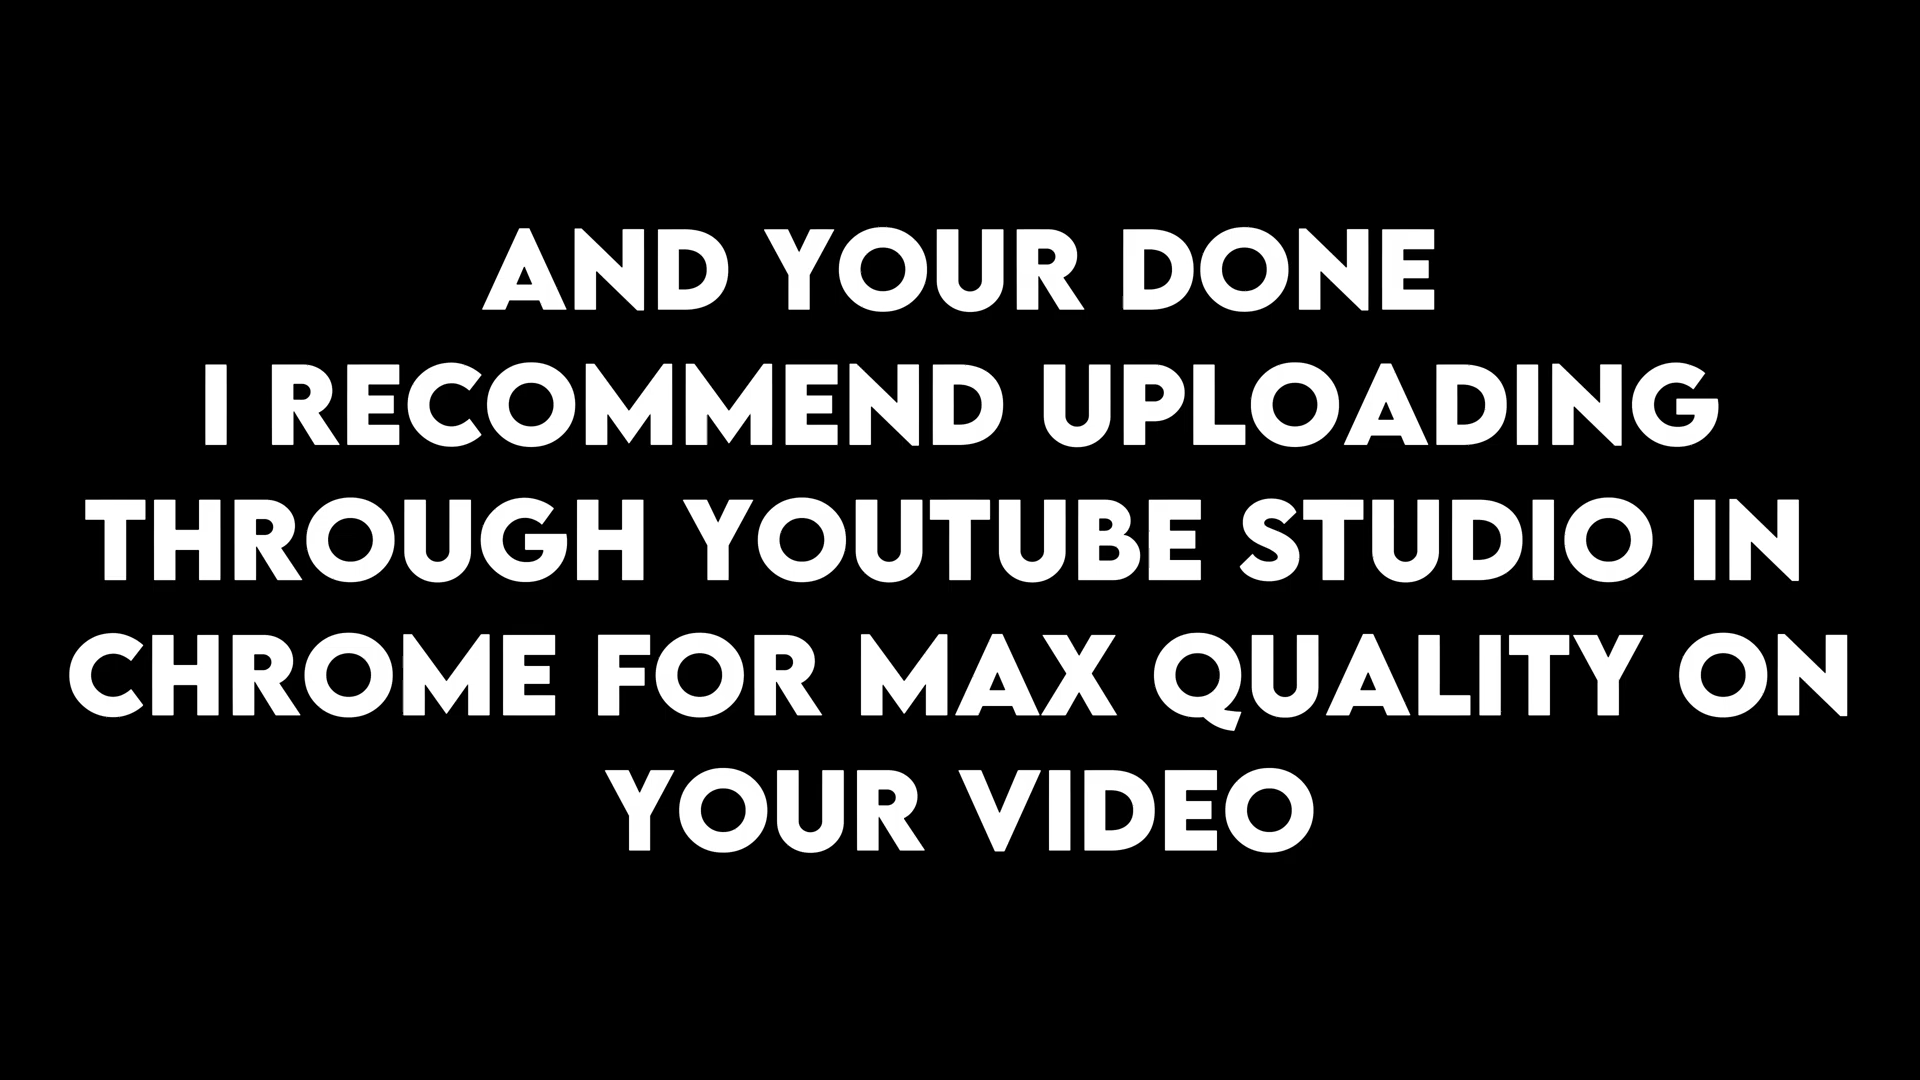 AND YOUR DONE
I RECOMMEND UPLOADING
THROUGH YOUTUBE STUDIO IN
CHROME FOR MAX QUALITY ON
YOUR VIDEO